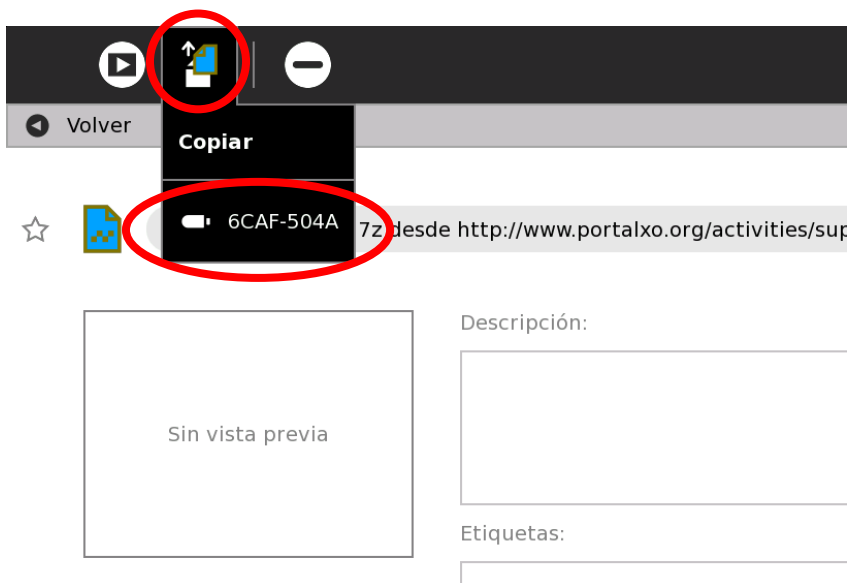 Volver
Copiar
6CAF-504A
7z desde http://www.portalxo.org/activities/sup
Descripción:
Sin vista previa
Etiquetas: